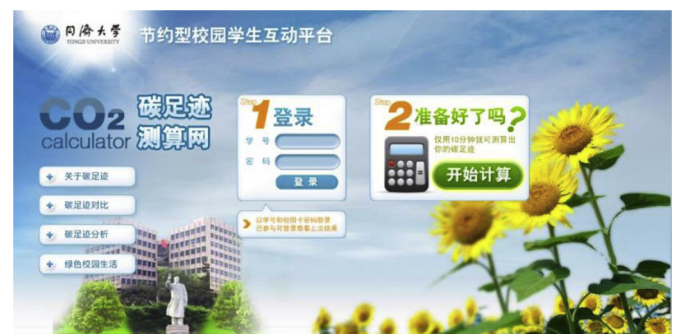 同濟大学
TONGJI UNIVERSITY
节约型校园学生互动平台
CO2
calculator
碳足迹
测算网
关于碳足迹
碳足迹对比
碳足迹分析
绿色校园生活
Step
1登录
学 号
密 码
登 录
以学号和校园卡密码登录
已参与可登录查看上次结果
Step
2准备好了吗?
仅用10分钟就可测算出
你的碳足迹
开始计算